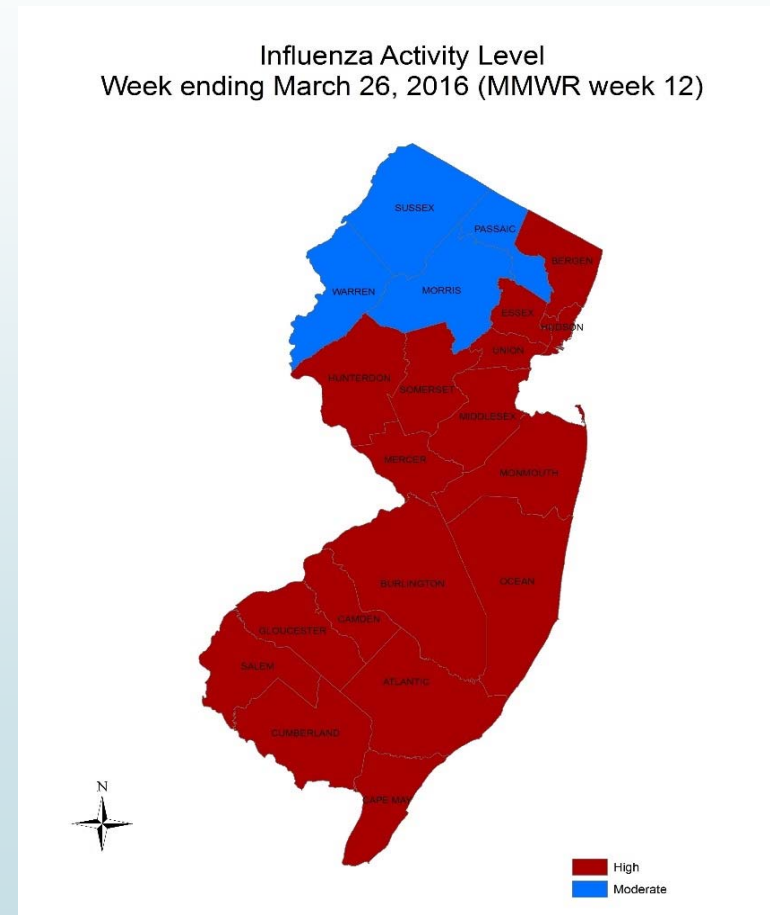 Influenza Activity Level
Week ending March 26, 2016 (MMWR week 12)
SUSSEX
PASSAIC
BERGEN
WARREN
MORRIS
ESSEX
HUDSON
UNION
HUNTERDON
SOMERSET
MIDDLESEX
MERCER
MONMOUTH
BURLINGTON
OCEAN
CAMDEN
GLOUCESTER
SALEM
ATLANTIC
CUMBERLAND
CAPE MAY
N
High
Moderate